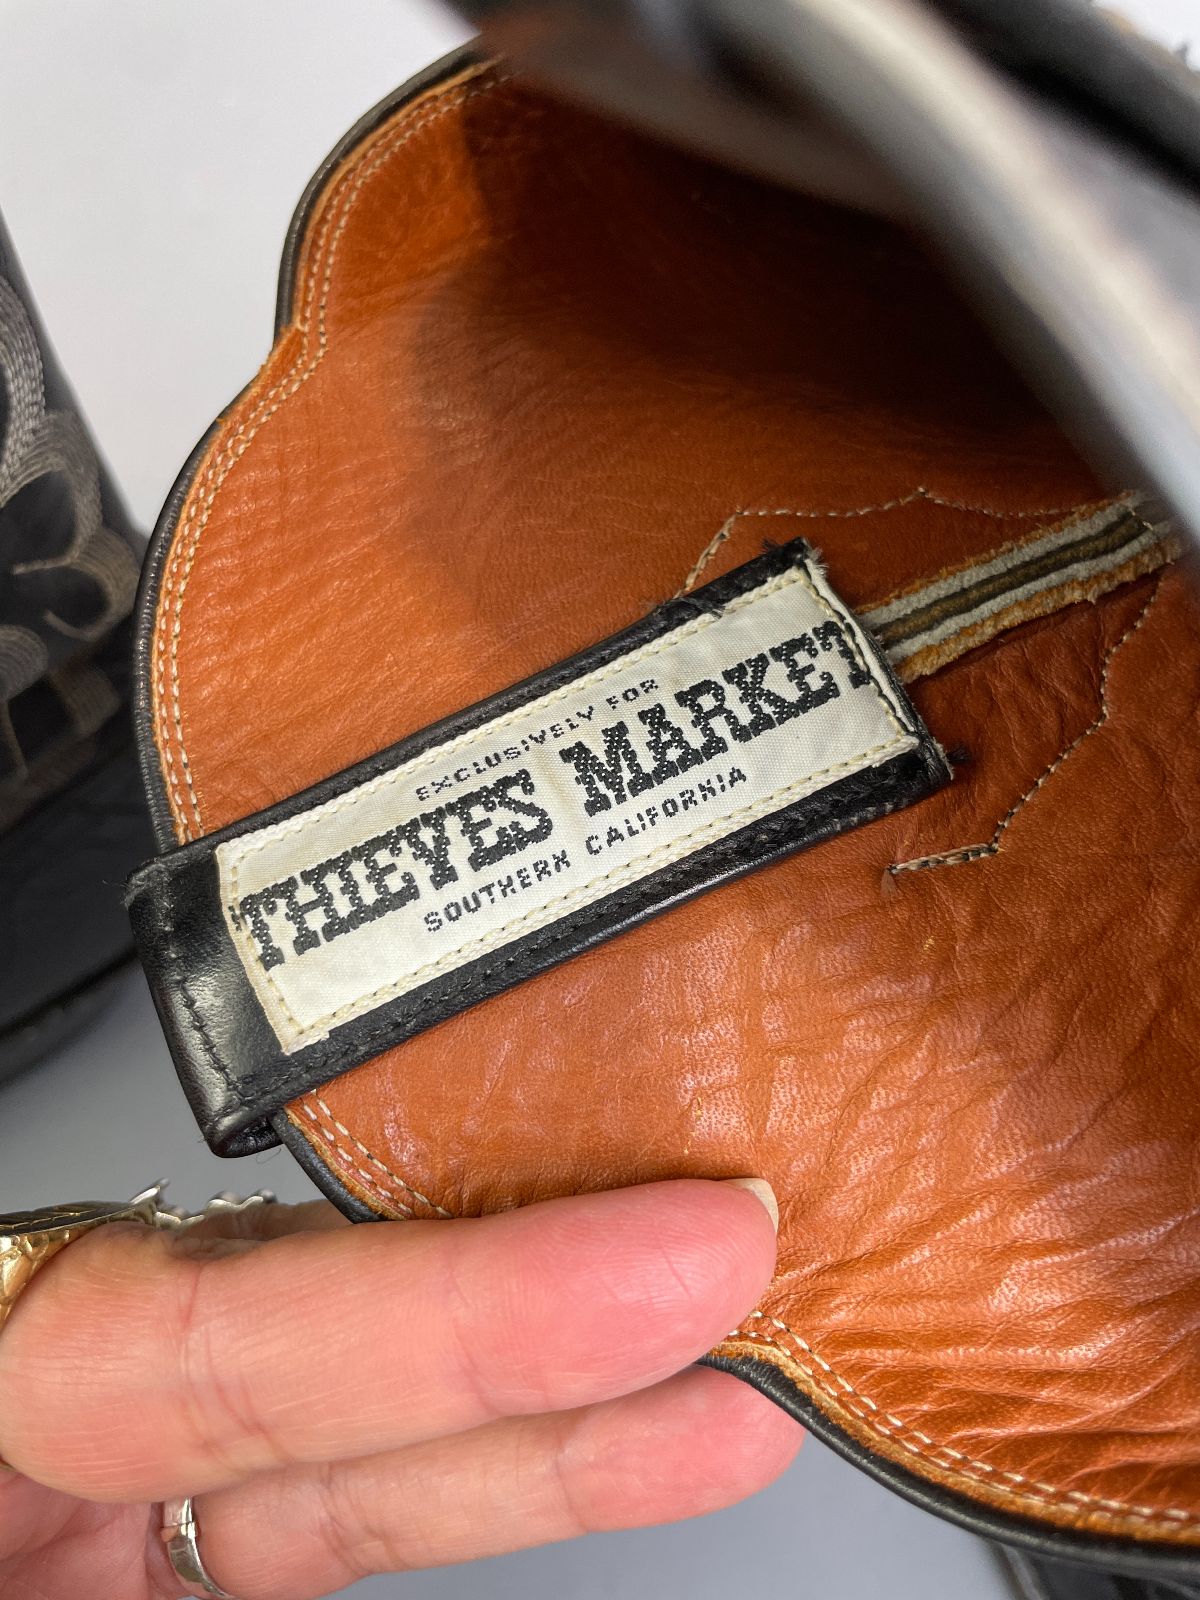 EXCLUSIVELY FOR
THIEVES MARKET
SOUTHERN CALIFORNIA